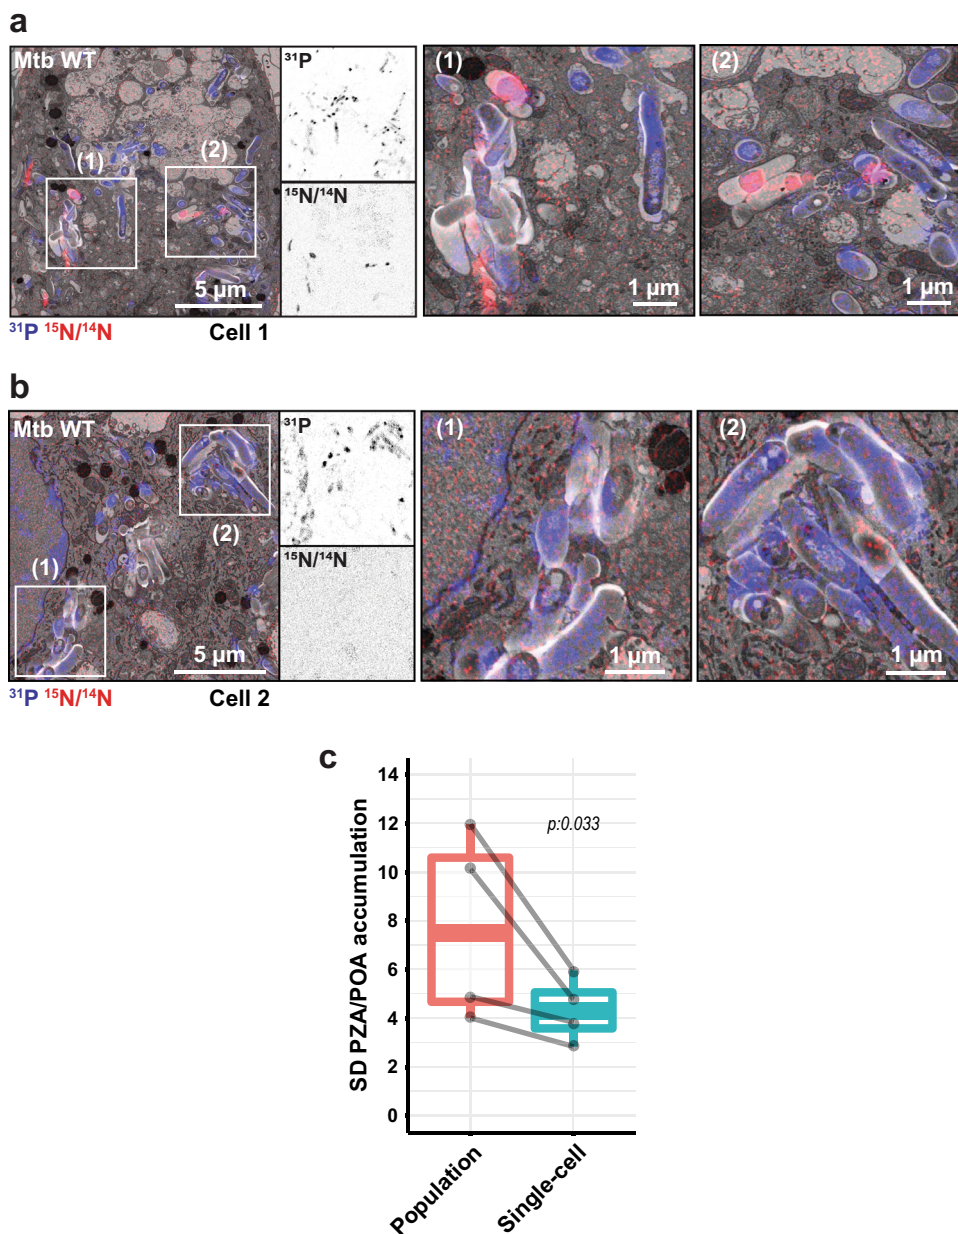 a
Mtb WT
(1)
(2)
5 µm
³¹P
¹⁵N/¹⁴N
(1)
1 µm
(2)
1 µm
³¹P ¹⁵N/¹⁴N
Cell 1
b
Mtb WT
(2)
(1)
5 µm
³¹P
¹⁵N/¹⁴N
(1)
1 µm
(2)
1 µm
³¹P ¹⁵N/¹⁴N
Cell 2
c
SD PZA/POA accumulation
14
12
10
8
6
4
2
0
p:0.033
Population
Single-cell